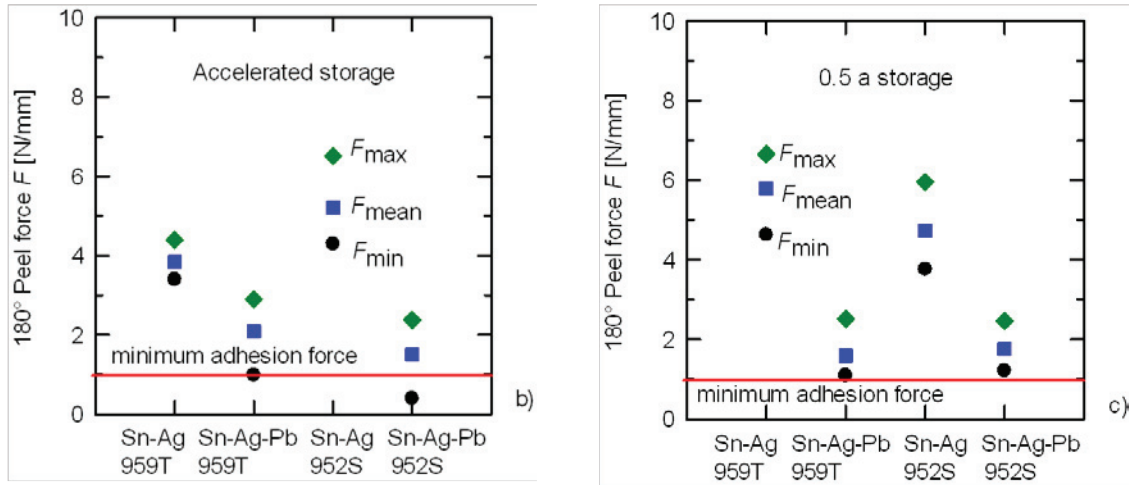 10
8
6
4
2
0
180° Peel force F [N/mm]
Accelerated storage
Fmax
Fmean
Fmin
minimum adhesion force
b)
Sn-Ag Sn-Ag-Pb Sn-Ag Sn-Ag-Pb
959T 959T 952S 952S
10
8
6
4
2
0
180° Peel force F [N/mm]
0.5 a storage
Fmax
Fmean
Fmin
minimum adhesion force
c)
Sn-Ag Sn-Ag-Pb Sn-Ag Sn-Ag-Pb
959T 959T 952S 952S